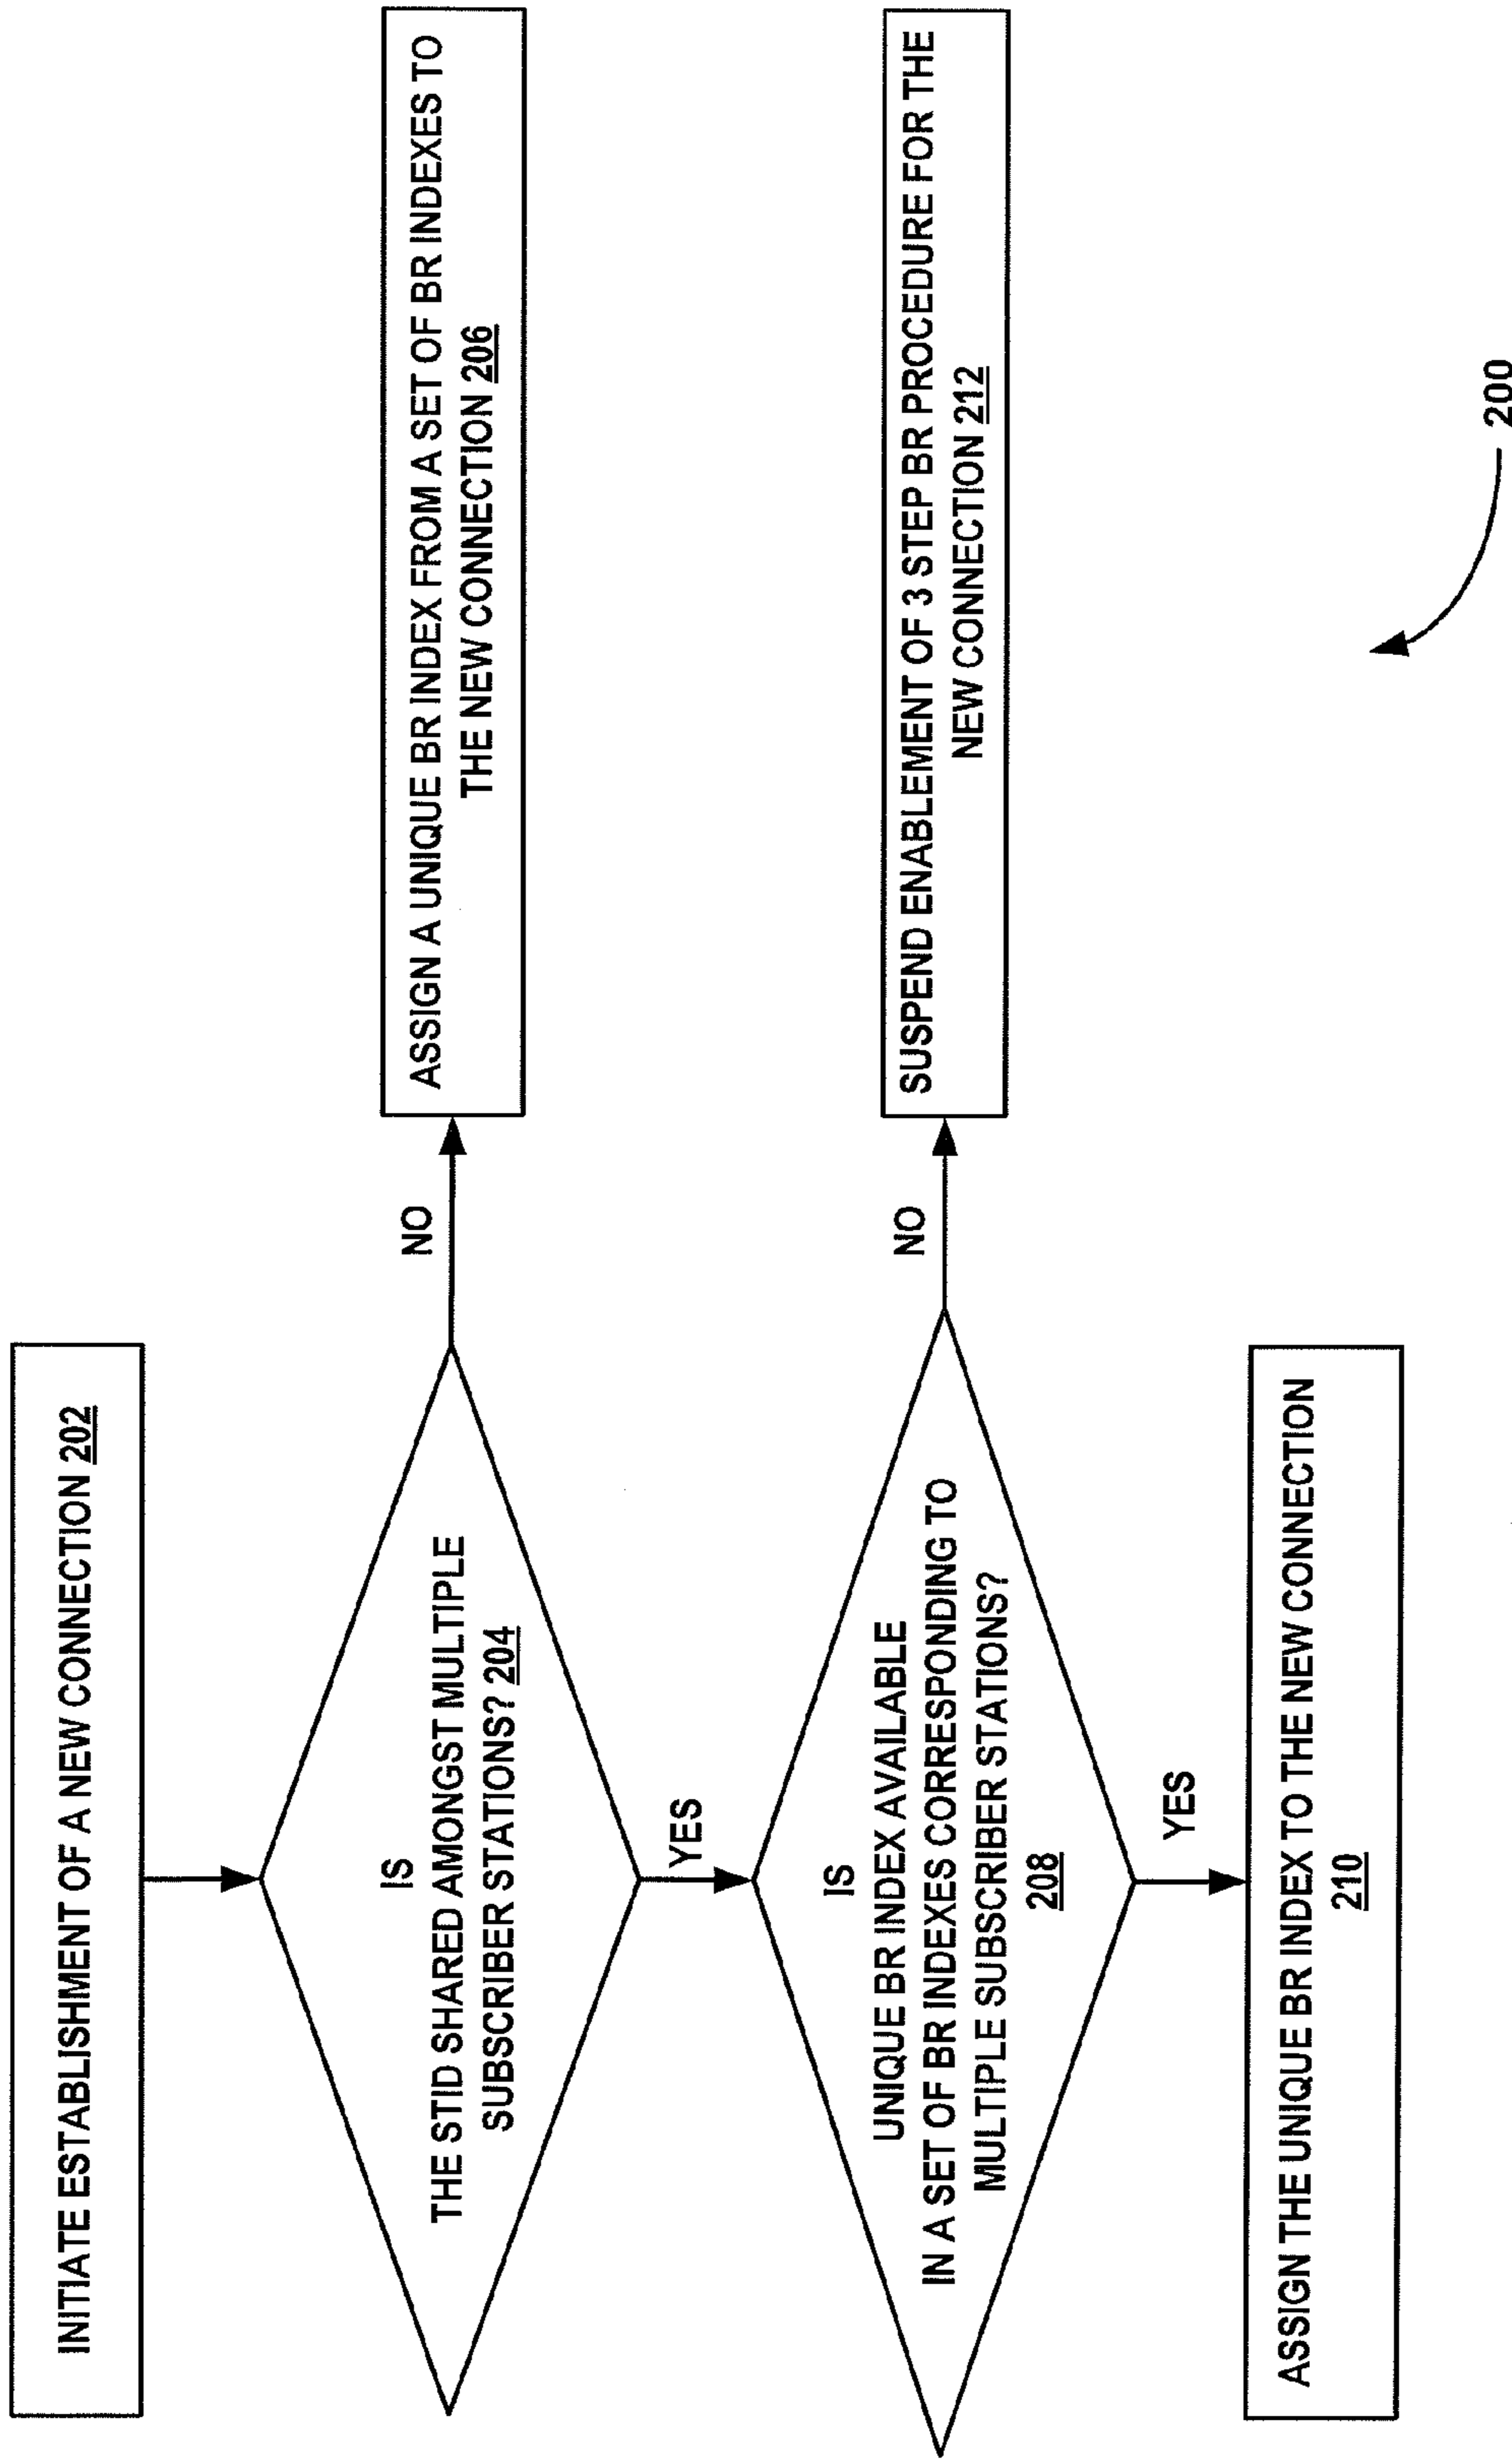 INITIATE ESTABLISHMENT OF A NEW CONNECTION 202
IS
THE STID SHARED AMONGST MULTIPLE
SUBSCRIBER STATIONS? 204
NO
ASSIGN A UNIQUE BR INDEX FROM A SET OF BR INDEXES TO
THE NEW CONNECTION 206
YES
IS
UNIQUE BR INDEX AVAILABLE
IN A SET OF BR INDEXES CORRESPONDING TO
MULTIPLE SUBSCRIBER STATIONS?
208
NO
SUSPEND ENABLEMENT OF 3 STEP BR PROCEDURE FOR THE
NEW CONNECTION 212
YES
ASSIGN THE UNIQUE BR INDEX TO THE NEW CONNECTION
210
200